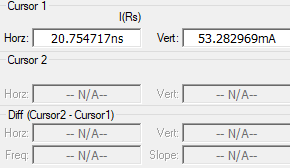 Cursor 1
I(Rs)
Horz: 20.754717ns Vert: 53.282969mA
Cursor 2
Horz: -- N/A-- Vert: -- N/A--
Diff (Cursor2 - Cursor1)
Horz: -- N/A-- Vert: -- N/A--
Freq: -- N/A-- Slope: -- N/A--